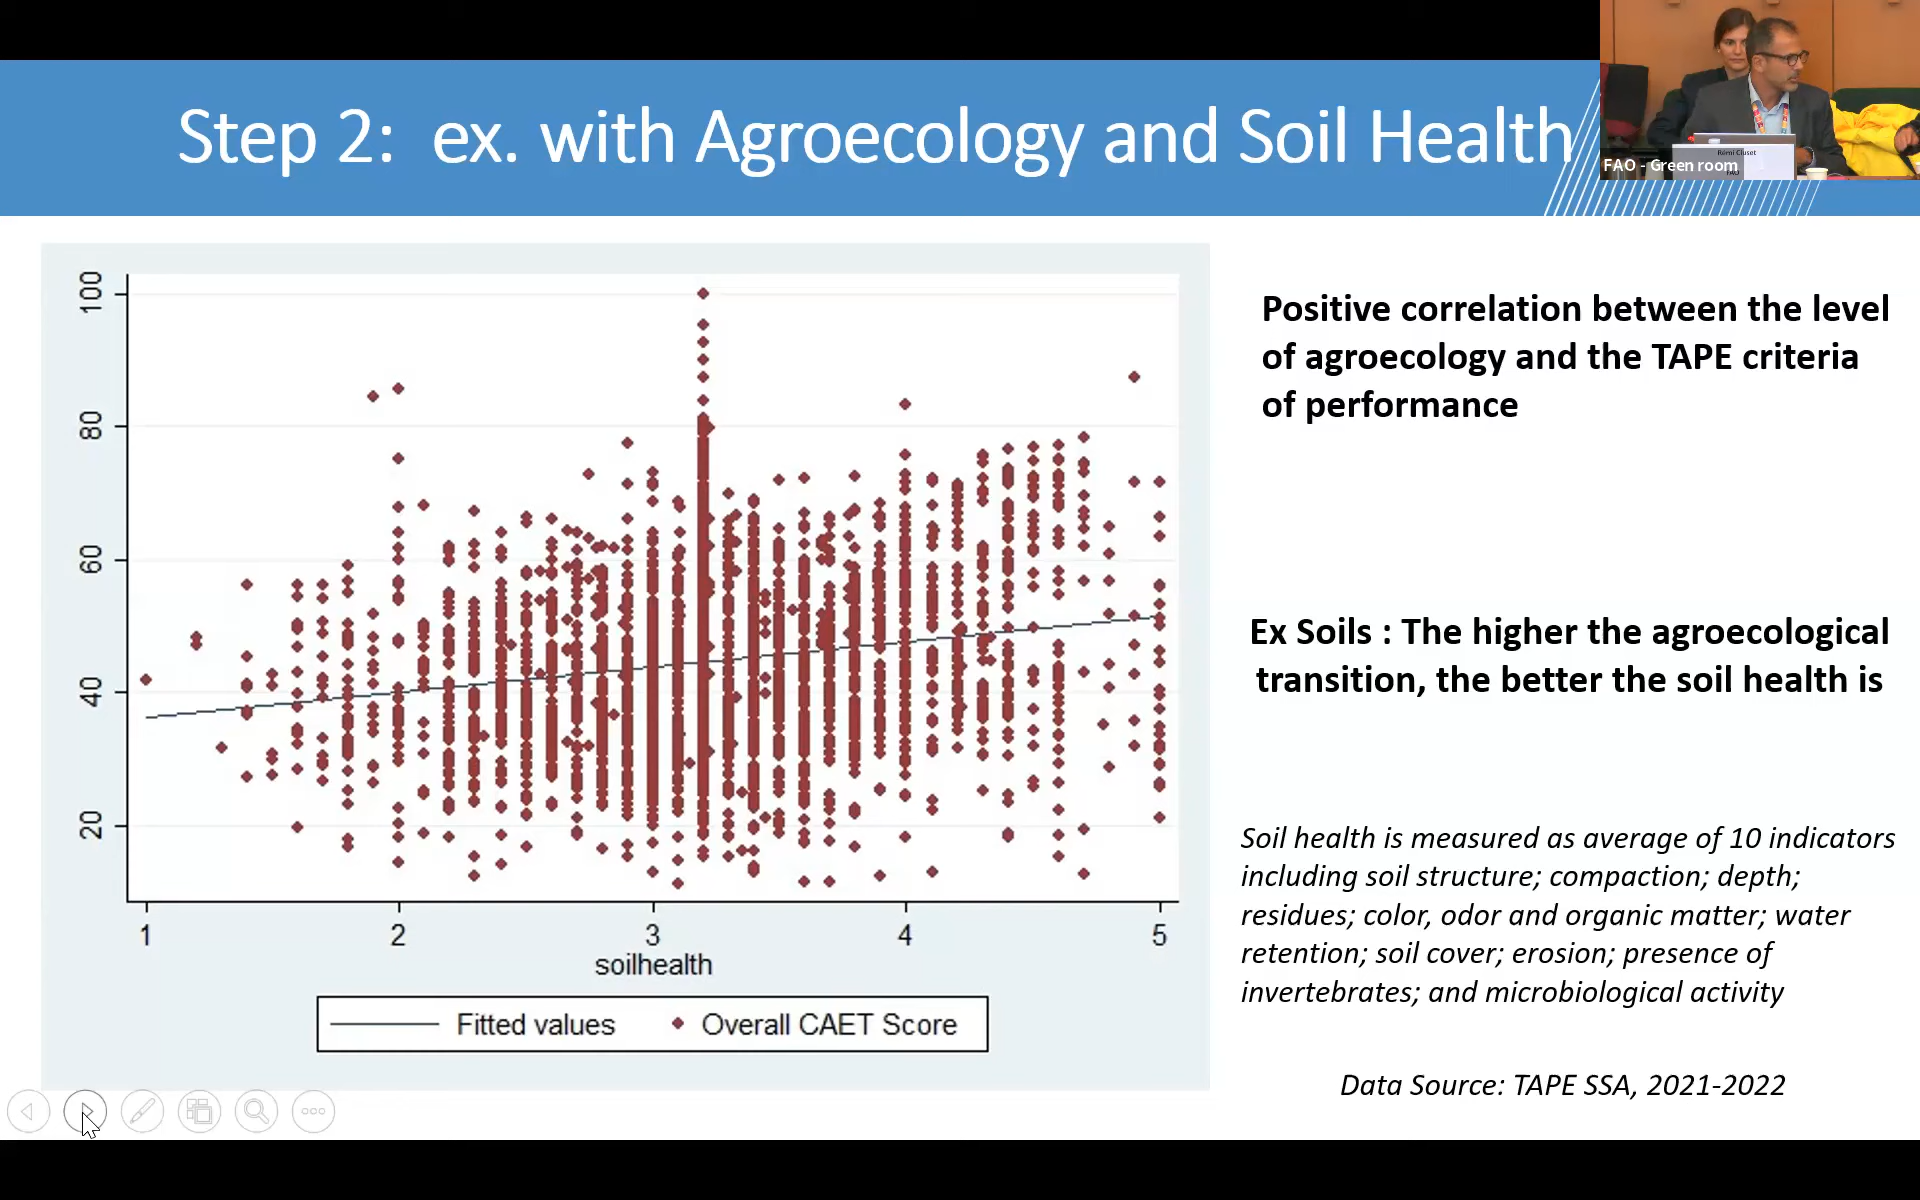 Step 2:  ex. with Agroecology and Soil Health
Rémi Cluset
FAO - Green room
FAO
100
80
60
40
20
1 2 3 4 5
soilhealth
Fitted values Overall CAET Score
Positive correlation between the level
of agroecology and the TAPE criteria
of performance
Ex Soils : The higher the agroecological
transition, the better the soil health is
Soil health is measured as average of 10 indicators
including soil structure; compaction; depth;
residues; color, odor and organic matter; water
retention; soil cover; erosion; presence of
invertebrates; and microbiological activity
Data Source: TAPE SSA, 2021-2022